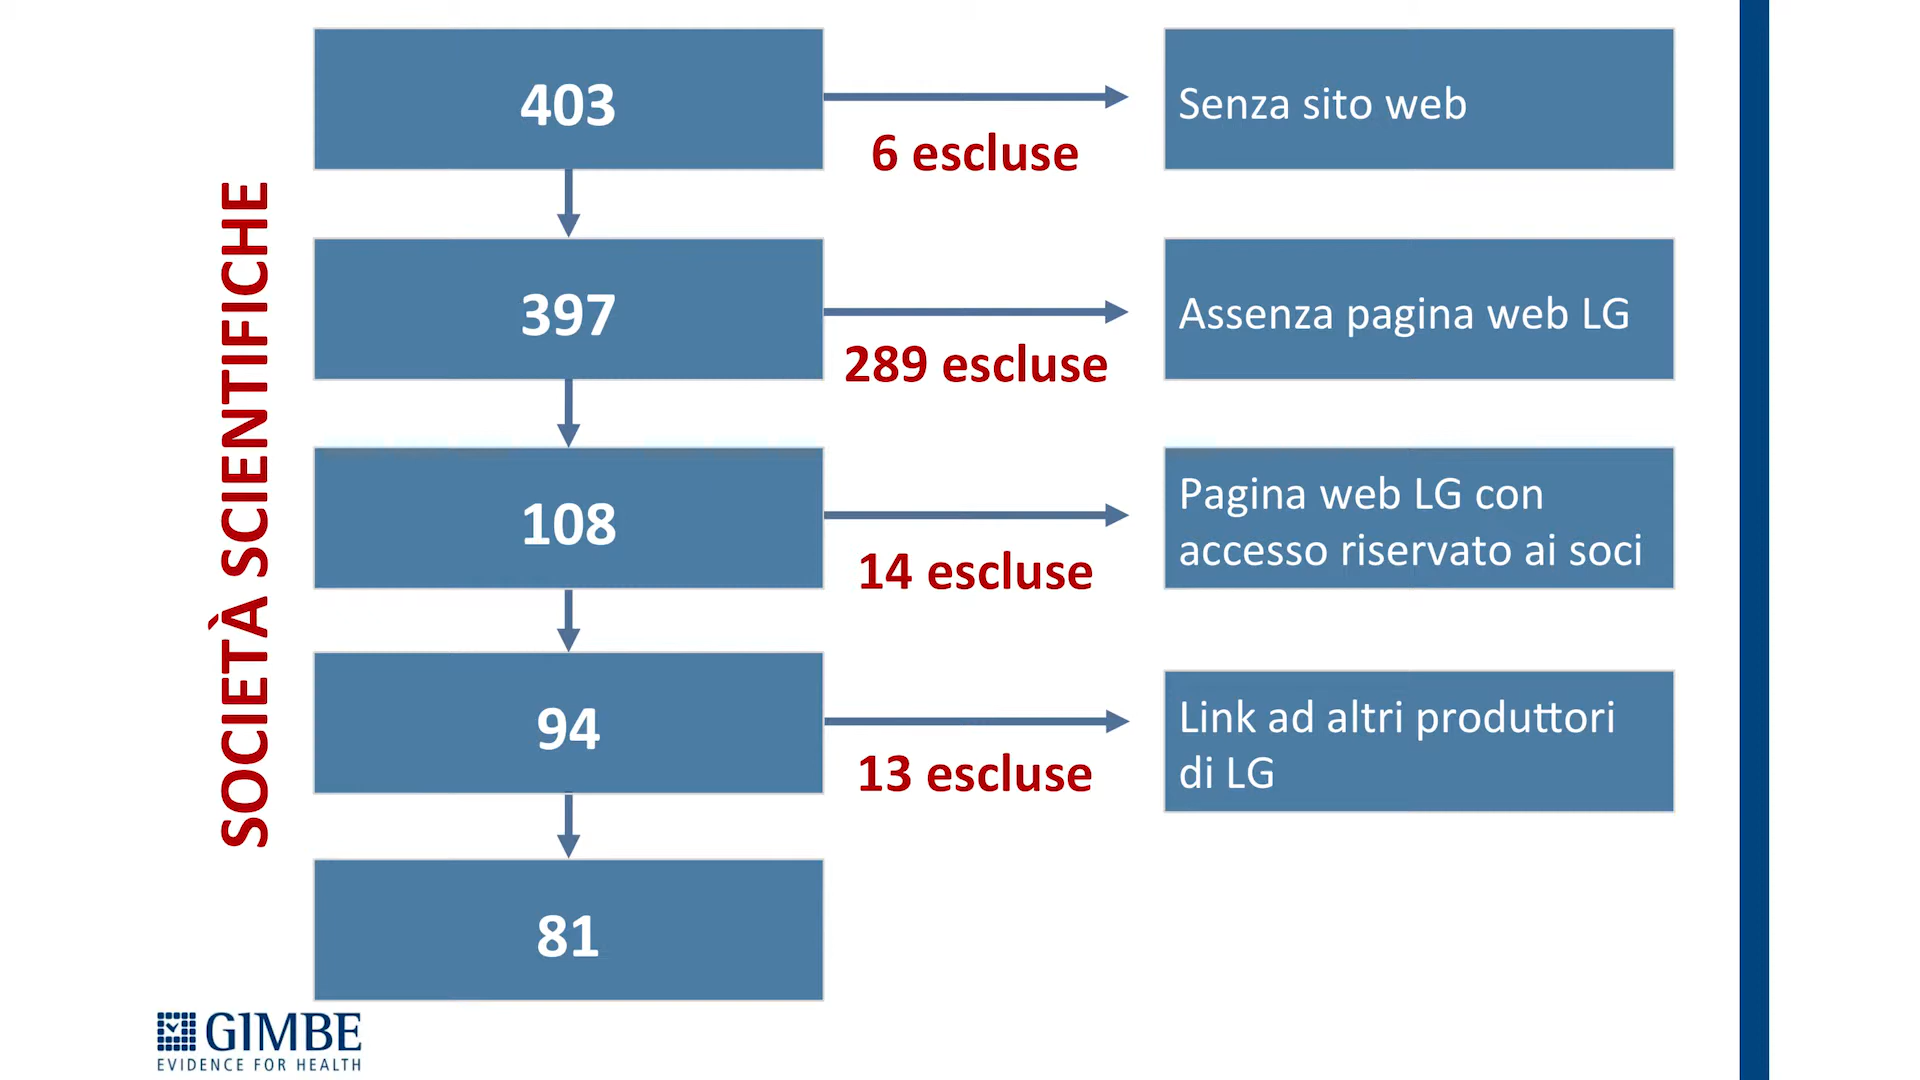 SOCIETÀ SCIENTIFICHE
403
6 escluse
Senza sito web
397
289 escluse
Assenza pagina web LG
108
14 escluse
Pagina web LG con
accesso riservato ai soci
94
13 escluse
Link ad altri produttori
di LG
81
GIMBE
EVIDENCE FOR HEALTH